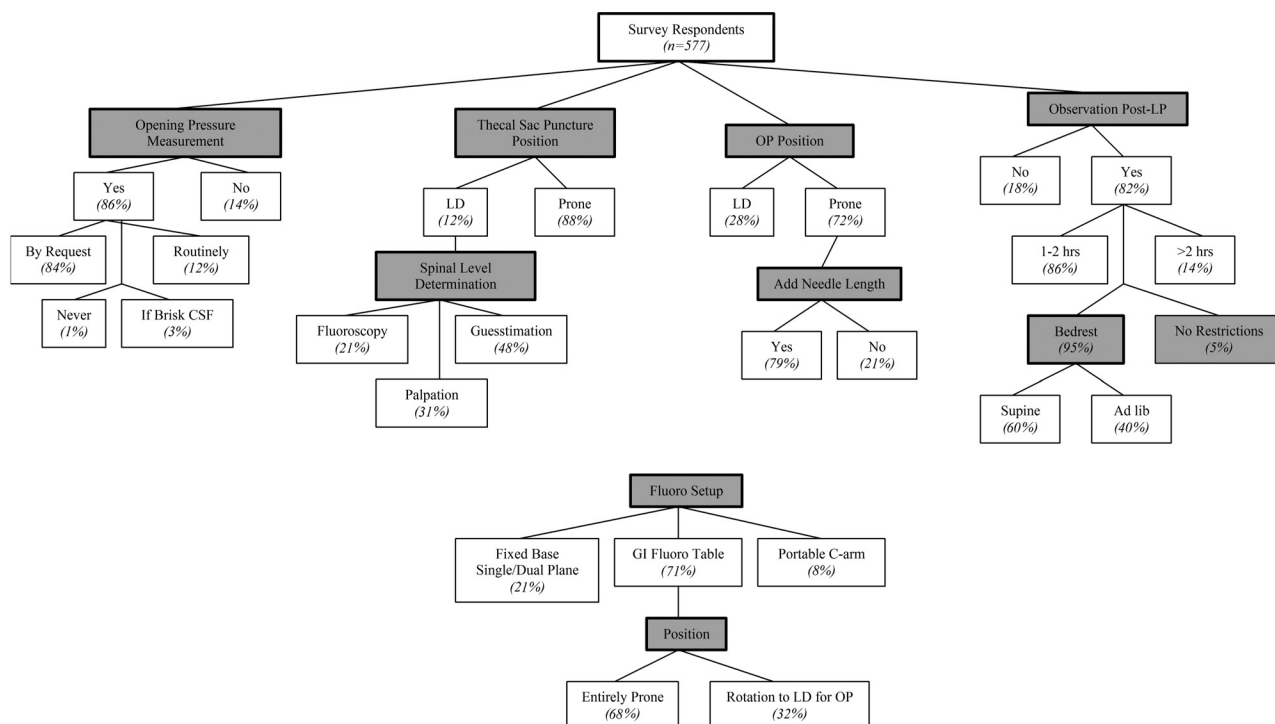 Survey Respondents
(n=577)
Opening Pressure
Measurement
Thecal Sac Puncture
Position
OP Position
Observation Post-LP
Yes
(86%)
No
(14%)
LD
(12%)
Prone
(88%)
LD
(28%)
Prone
(72%)
No
(18%)
Yes
(82%)
By Request
(84%)
Routinely
(12%)
Never
(1%)
If Brisk CSF
(3%)
Spinal Level
Determination
Fluoroscopy
(21%)
Guesstimation
(48%)
Palpation
(31%)
Add Needle Length
Yes
(79%)
No
(21%)
1-2 hrs
(86%)
>2 hrs
(14%)
Bedrest
(95%)
No Restrictions
(5%)
Supine
(60%)
Ad lib
(40%)
Fluoro Setup
Fixed Base
Single/Dual Plane
(21%)
GI Fluoro Table
(71%)
Portable C-arm
(8%)
Position
Entirely Prone
(68%)
Rotation to LD for OP
(32%)